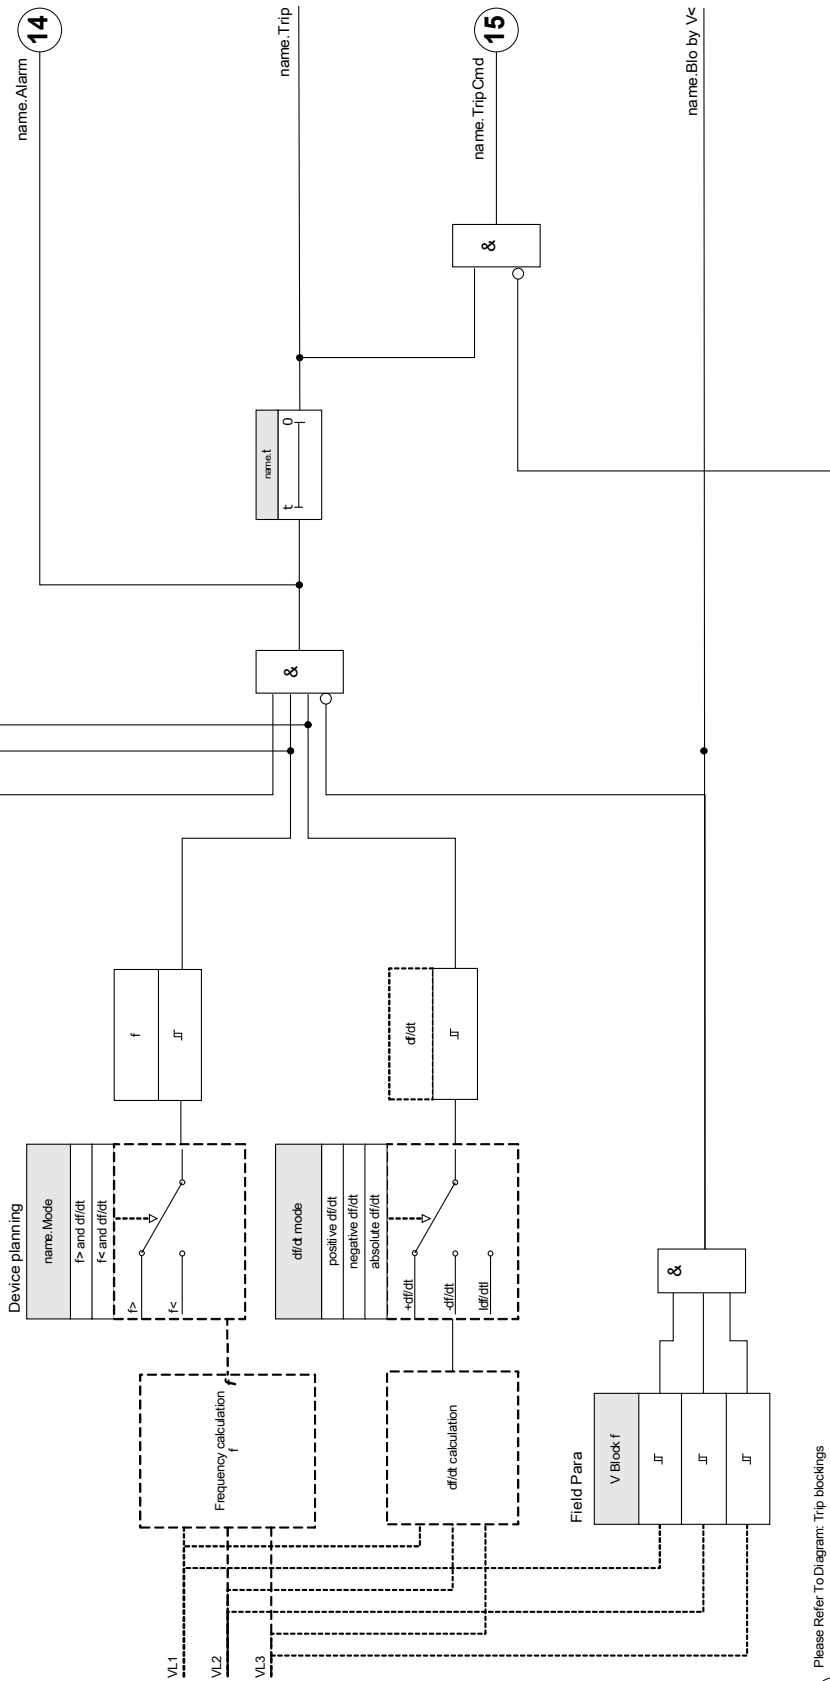 VL1
VL2
VL3
Frequency calculation
f
f
Device planning
name.Mode
f> and df/dt
f< and df/dt
f>
f<
f
df/dt calculation
df/dt mode
positive df/dt
negative df/dt
absolute df/dt
+df/dt
-df/dt
|df/dt|
df/dt
Field Para
V Block f
&
&
name.t
t
0
&
name.Alarm
14
name.Trip
name.TripCmd
15
name.Blo by V<
Please Refer To Diagram: Trip blockings